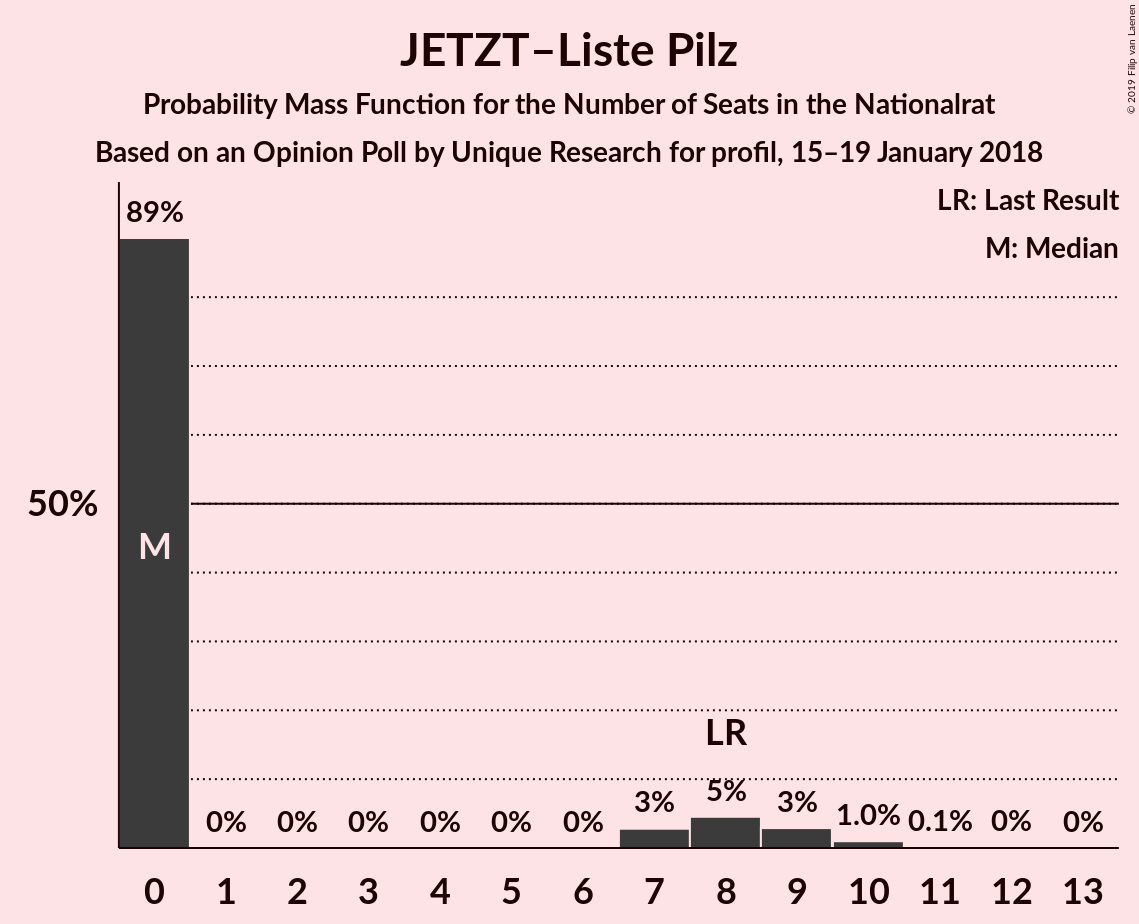 JETZT–Liste Pilz
Probability Mass Function for the Number of Seats in the Nationalrat
Based on an Opinion Poll by Unique Research for profil, 15–19 January 2018
© 2019 Filip van Laenen
LR: Last Result
M: Median
89%
50%
M
LR
0% 0% 0% 0% 0% 0% 3% 5% 3% 1.0% 0.1% 0% 0%
0 1 2 3 4 5 6 7 8 9 10 11 12 13